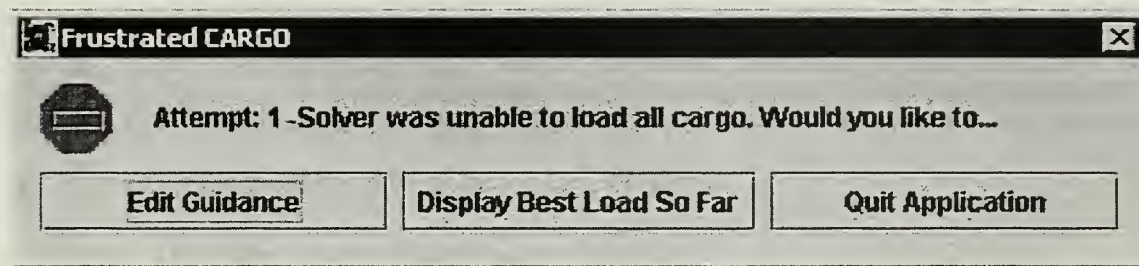 Frustrated CARGO
Attempt: 1 -Solver was unable to load all cargo. Would you like to...
Edit Guidance
Display Best Load So Far
Quit Application